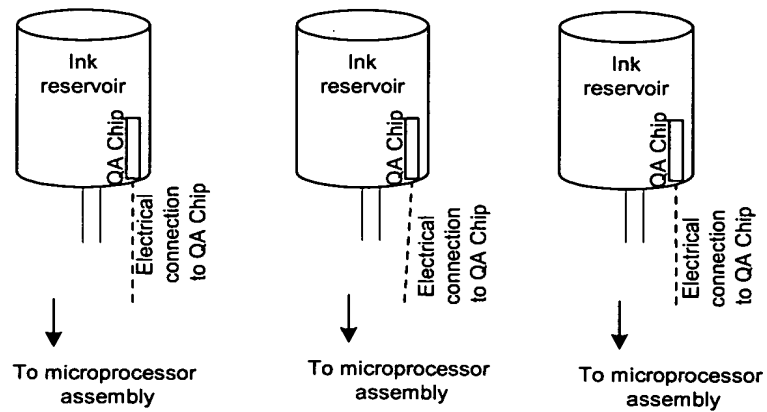 Ink
reservoir
QA Chip
Electrical
connection
to QA Chip
To microprocessor
assembly
Ink
reservoir
QA Chip
Electrical
connection
to QA Chip
To microprocessor
assembly
Ink
reservoir
QA Chip
Electrical
connection
to QA Chip
To microprocessor
assembly